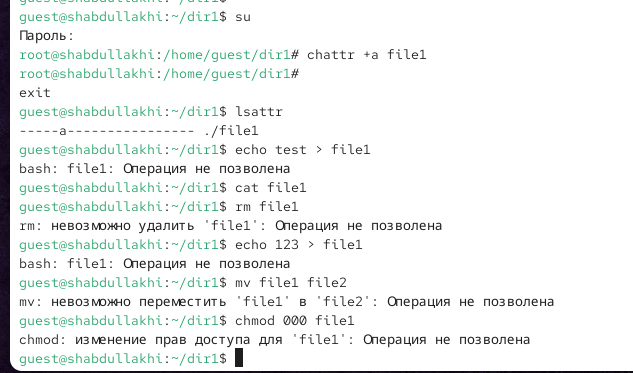 guest@shabdullakhi:~/dir1$ su
Пароль:
root@shabdullakhi:/home/guest/dir1# chattr +a file1
root@shabdullakhi:/home/guest/dir1#
exit
guest@shabdullakhi:~/dir1$ lsattr
-----a---------------- ./file1
guest@shabdullakhi:~/dir1$ echo test > file1
bash: file1: Операция не позволена
guest@shabdullakhi:~/dir1$ cat file1
guest@shabdullakhi:~/dir1$ rm file1
rm: невозможно удалить 'file1': Операция не позволена
guest@shabdullakhi:~/dir1$ echo 123 > file1
bash: file1: Операция не позволена
guest@shabdullakhi:~/dir1$ mv file1 file2
mv: невозможно переместить 'file1' в 'file2': Операция не позволена
guest@shabdullakhi:~/dir1$ chmod 000 file1
chmod: изменение прав доступа для 'file1': Операция не позволена
guest@shabdullakhi:~/dir1$